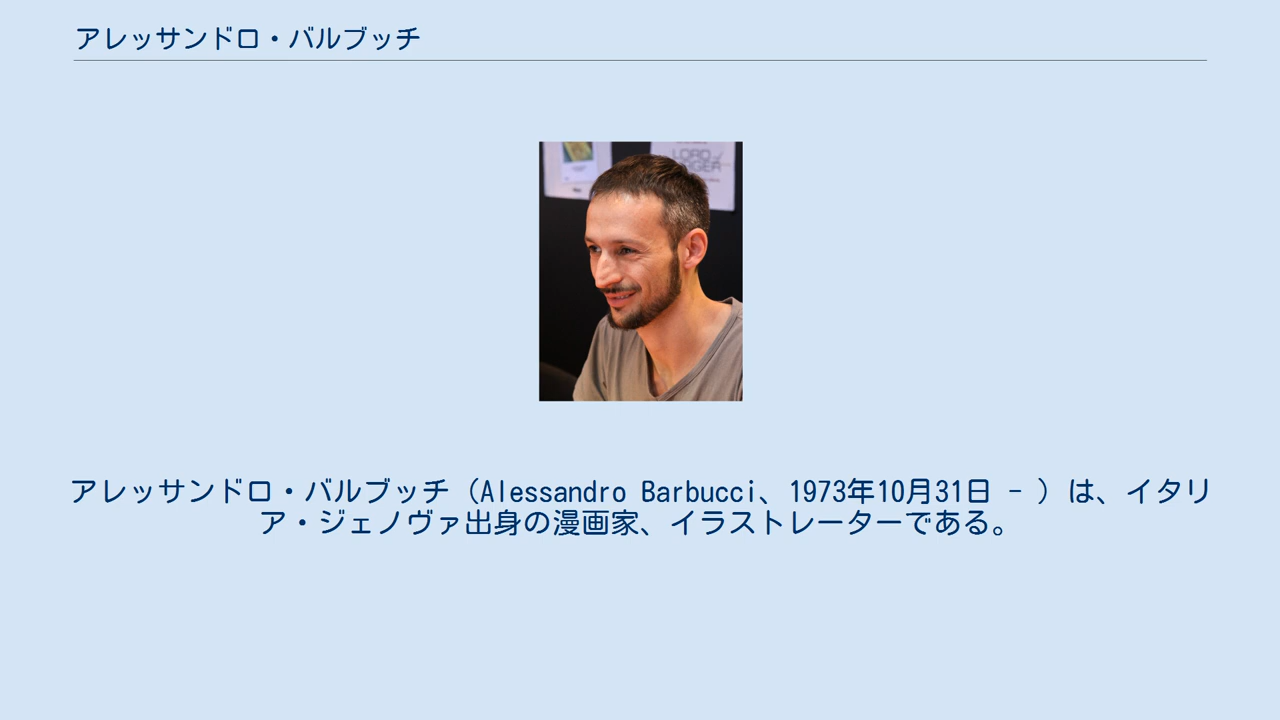 アレッサンドロ・バルブッチ
LORD
アレッサンドロ・バルブッチ（Alessandro Barbucci、1973年10月31日 - ）は、イタリ
ア・ジェノヴァ出身の漫画家、イラストレーターである。